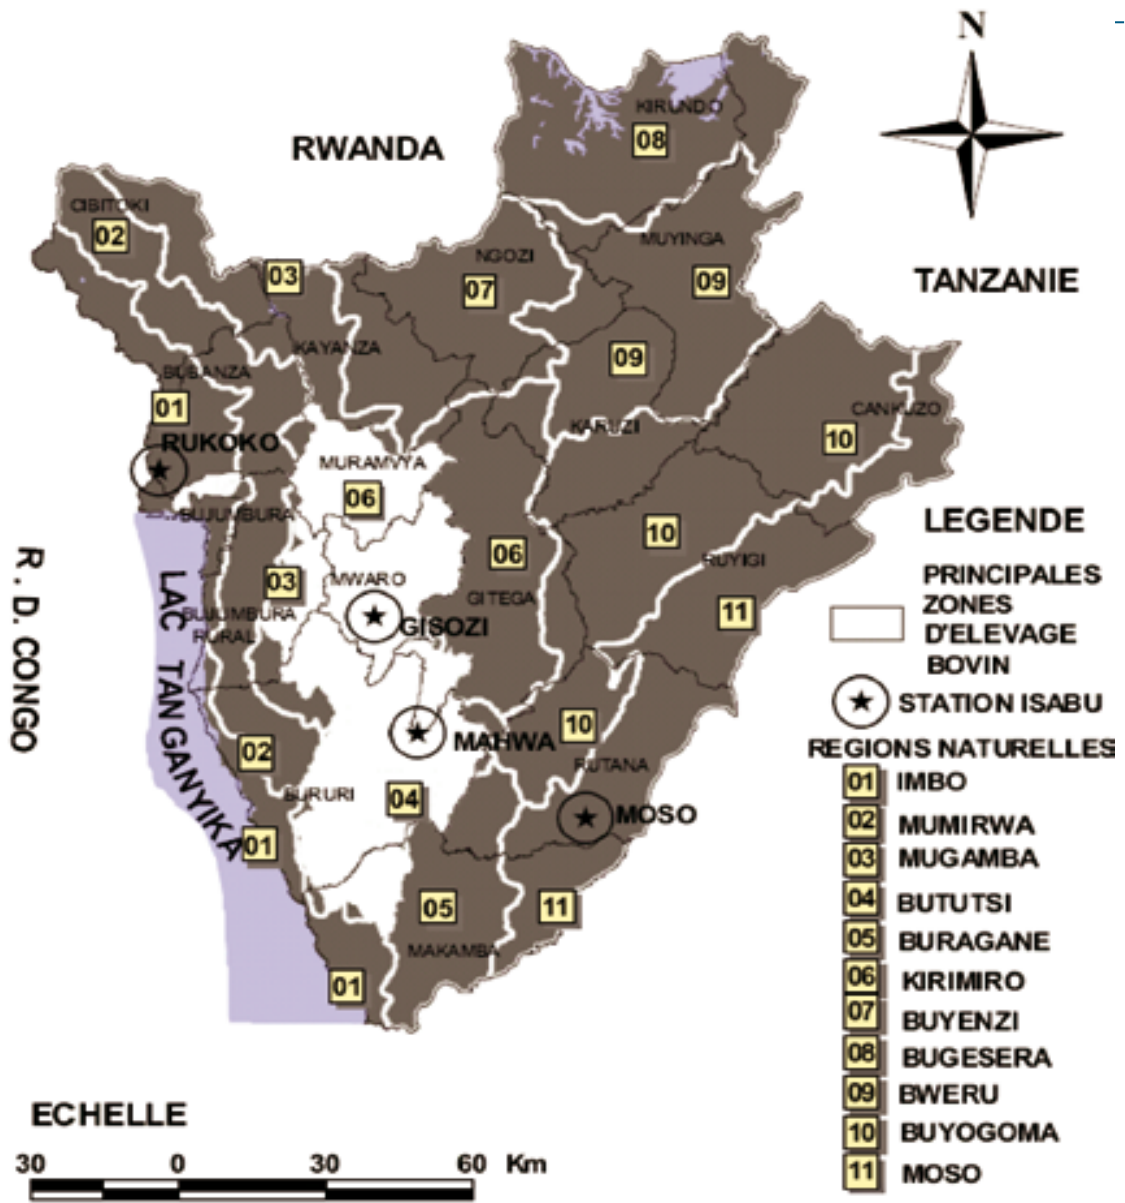 N
RWANDA
KIRUNDO
08
CIBITOKI
02
MUYINGA
NGOZI
03
07
09
TANZANIE
KAYANZA
09
BUBANZA
01
CANKUZO
KARUZI
10
RUKOKO
MURAMVYA
06
BUJUMBURA
10
06
RUYIGI
MWARO
03
GITEGA
11
BUJUMBURA
RURAL
GISOZI
R. D. CONGO
LAC TANGANYIKA
10
MAHWA
02
RUTANA
BURURI
04
MOSO
01
05
11
MAKAMBA
01
LEGENDE
PRINCIPALES
ZONES
D'ELEVAGE
BOVIN
STATION ISABU
REGIONS NATURELLES
01 IMBO
02 MUMIRWA
03 MUGAMBA
04 BUTUTSI
05 BURAGANE
06 KIRIMIRO
07 BUYENZI
08 BUGESERA
09 BWERU
10 BUYOGOMA
11 MOSO
ECHELLE
30 0 30 60 Km